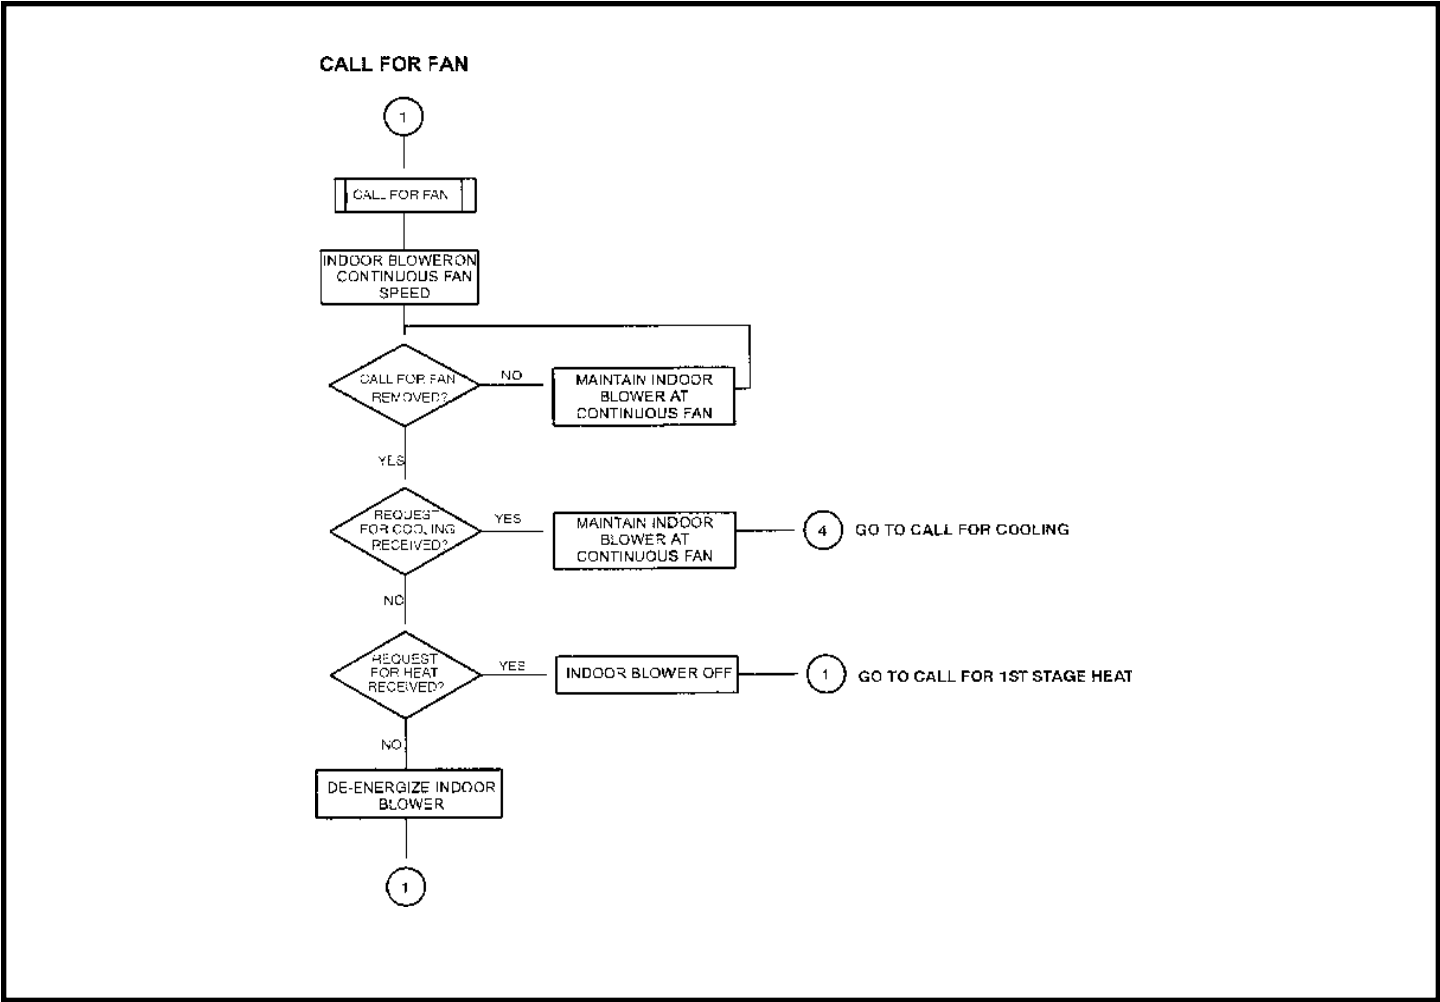 CALL FOR FAN
1
CALL FOR FAN
INDOOR BLOWER ON
CONTINUOUS FAN
SPEED
CALL FOR FAN
REMOVED?
NO
MAINTAIN INDOOR
BLOWER AT
CONTINUOUS FAN
YES
REQUEST
FOR COOLING
RECEIVED?
YES
MAINTAIN INDOOR
BLOWER AT
CONTINUOUS FAN
4
GO TO CALL FOR COOLING
NO
REQUEST
FOR HEAT
RECEIVED?
YES
INDOOR BLOWER OFF
1
GO TO CALL FOR 1ST STAGE HEAT
NO
DE-ENERGIZE INDOOR
BLOWER
1